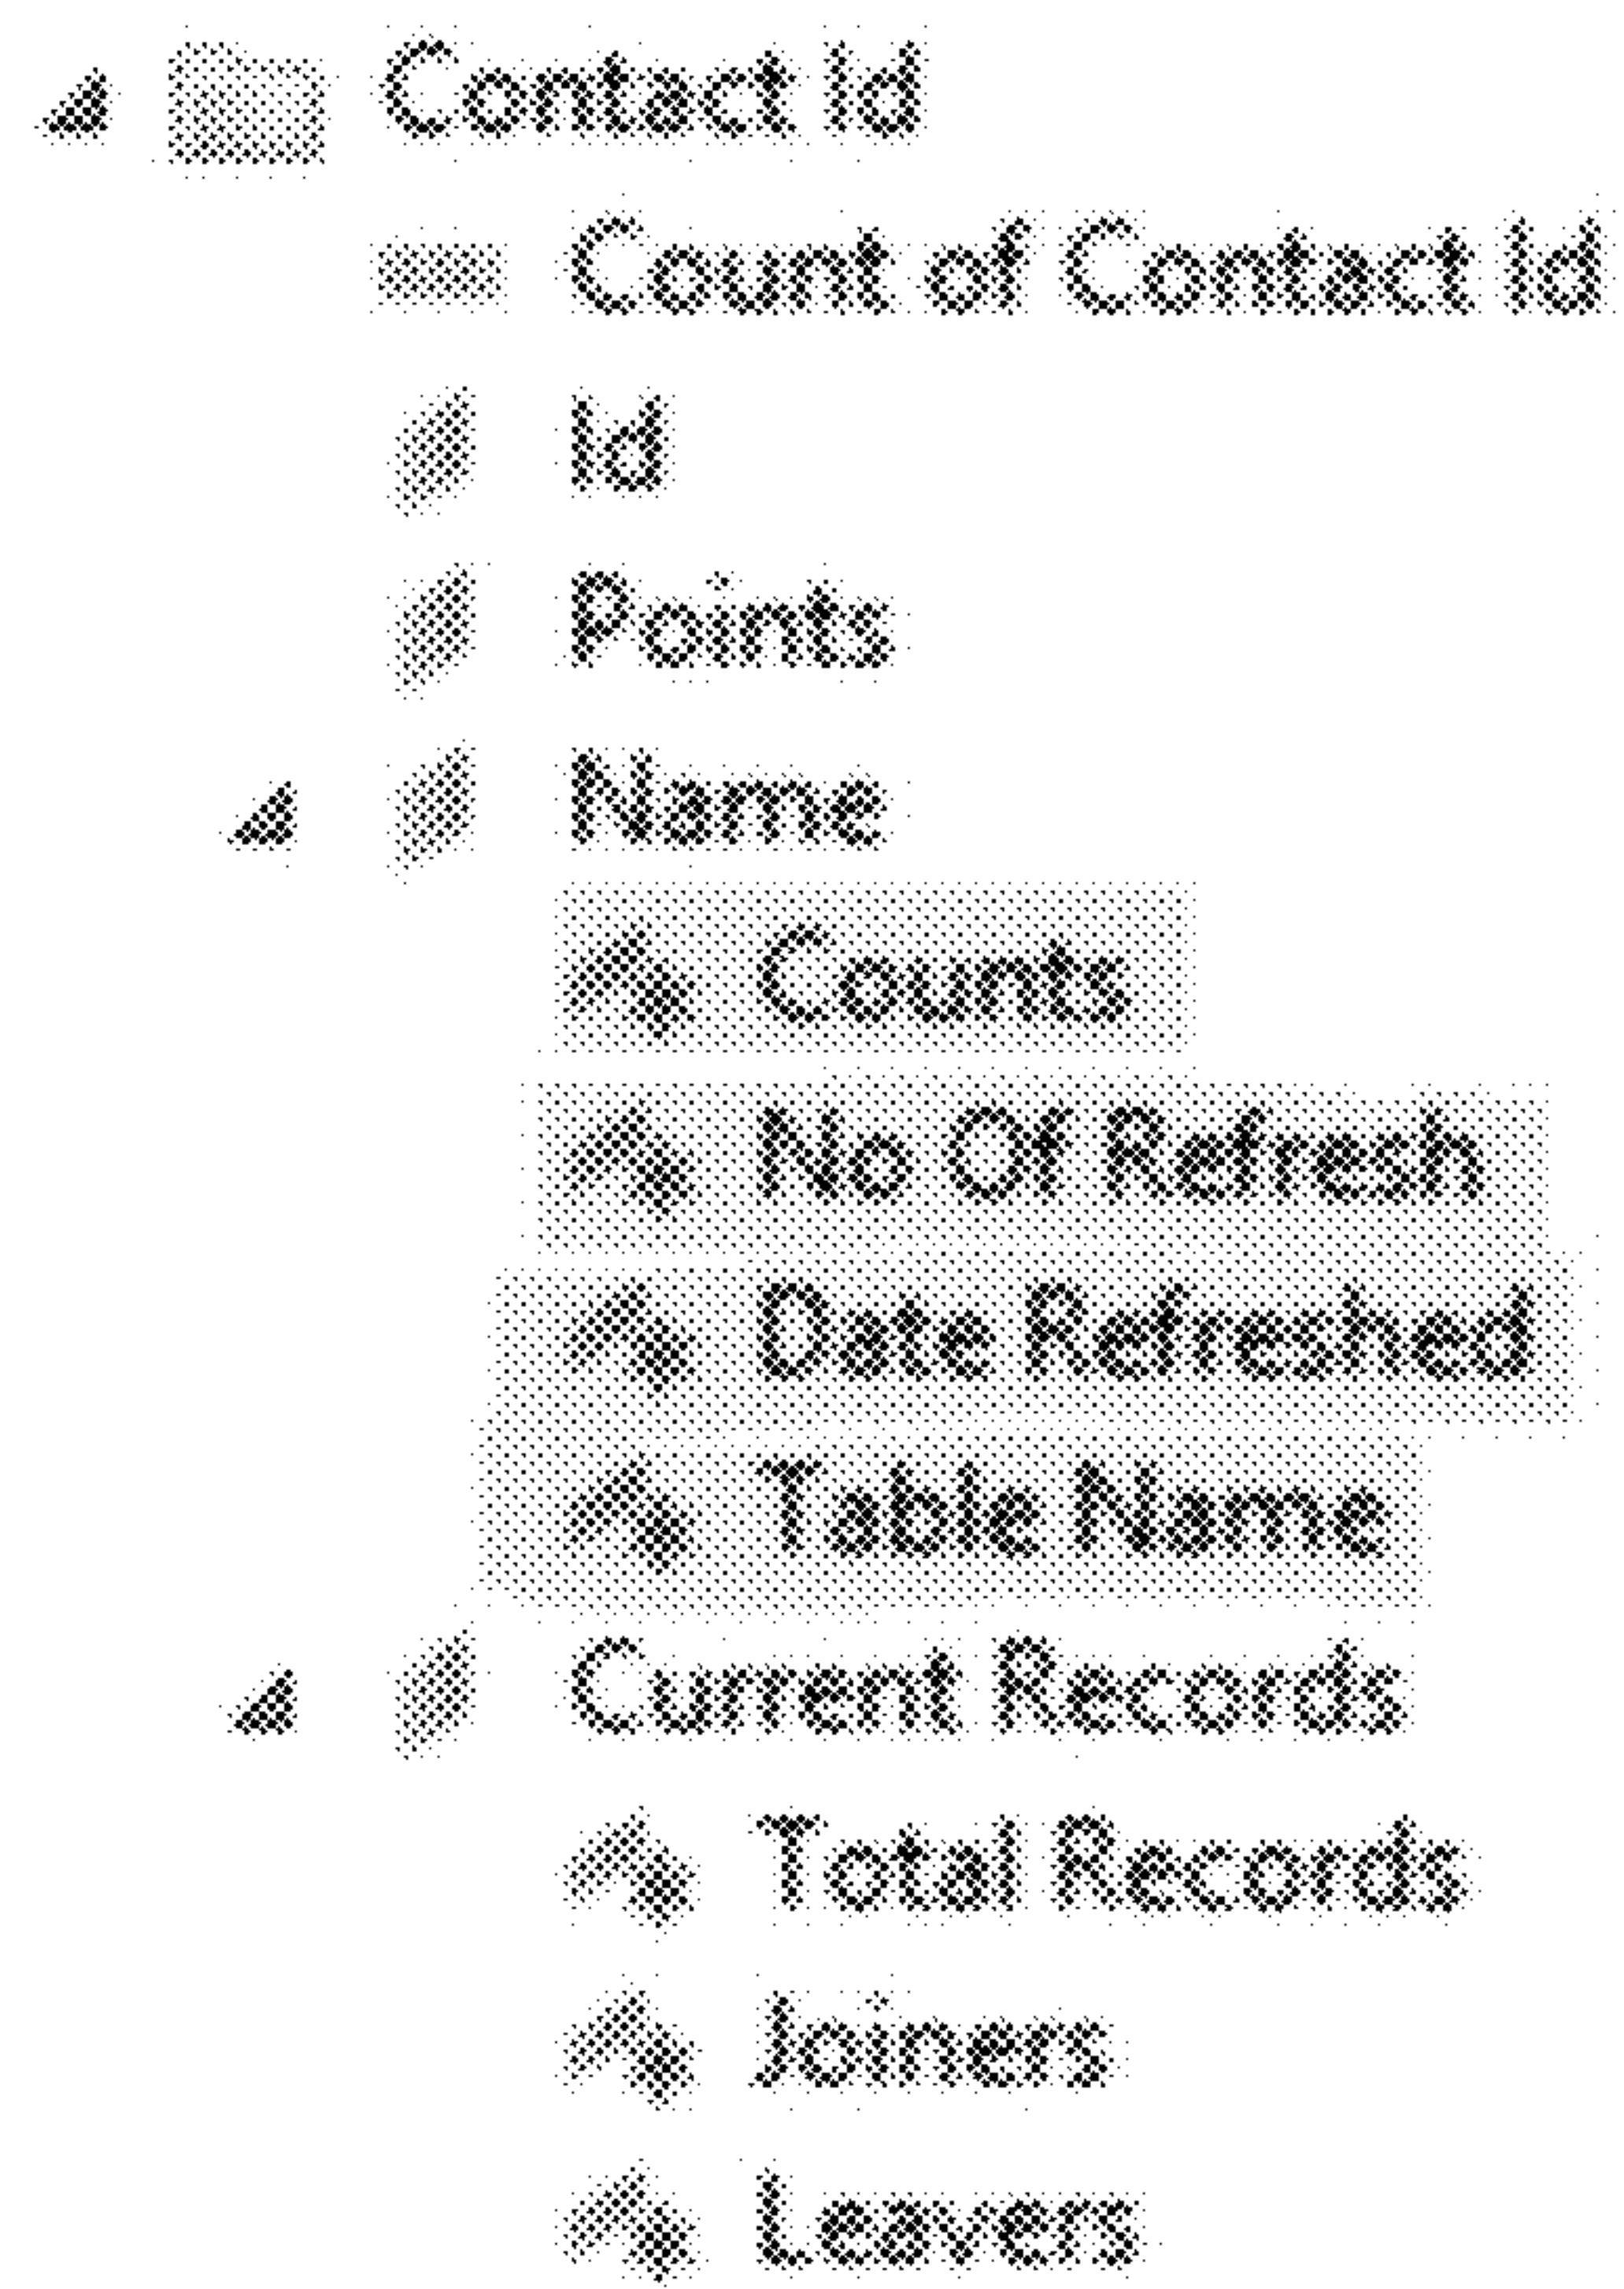 Contact Id
Count of Contact Id
Id
Points
Name
Counts
No Of Refresh
Date Refreshed
Table Name
Current Records
Total Records
Joiners
Leavers